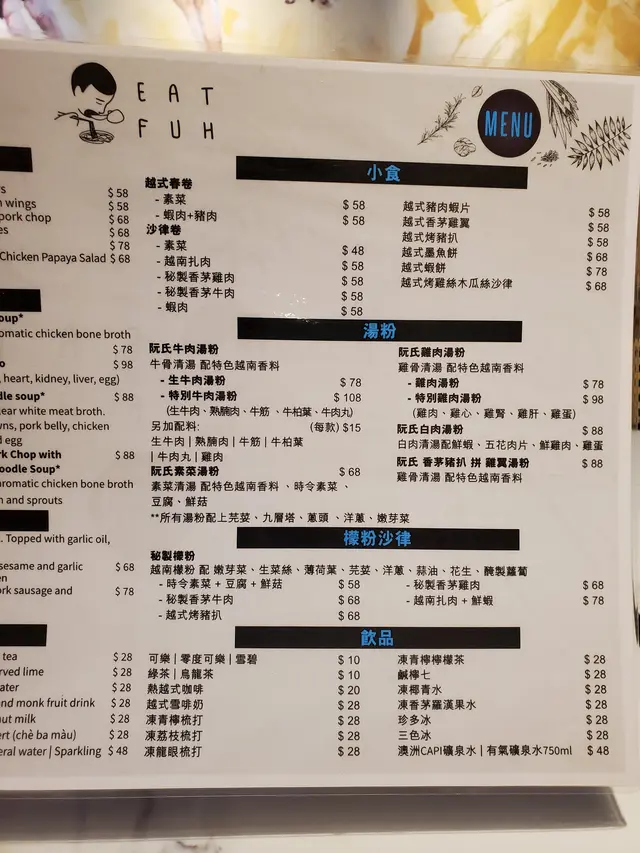 EAT
FUH
MENU
$ 58
n wings $ 58
pork chop $ 68
es $ 68
$ 78
Chicken Papaya Salad $ 68
oup*
omatic chicken bone broth
$ 78
o $ 98
, heart, kidney, liver, egg)
dle soup* $ 88
lear white meat broth.
wns, pork belly, chicken
d egg
rk Chop with $ 88
oodle Soup*
aromatic chicken bone broth
n and sprouts
. Topped with garlic oil,
sesame and garlic $ 68
en
ork sausage and $ 78
tea $ 28
rved lime $ 28
ater $ 28
nd monk fruit drink $ 28
ut milk $ 28
ert (chè ba màu) $ 28
eral water | Sparkling $ 48
小食
越式春卷
- 素菜 $ 58
- 蝦肉+豬肉 $ 58
沙律卷
- 素菜 $ 48
- 越南扎肉 $ 58
- 秘製香茅雞肉 $ 58
- 秘製香茅牛肉 $ 58
- 蝦肉 $ 58
越式豬肉蝦片 $ 58
越式香茅雞翼 $ 58
越式烤豬扒 $ 58
越式墨魚餅 $ 68
越式蝦餅 $ 78
越式烤雞絲木瓜絲沙律 $ 68
湯粉
阮氏牛肉湯粉
牛骨清湯 配特色越南香料
- 生牛肉湯粉 $ 78
- 特別牛肉湯粉 $ 108
(生牛肉、熟腩肉、牛筋 、牛柏葉、牛肉丸)
另加配料: (每款) $15
生牛肉 | 熟腩肉 | 牛筋 | 牛柏葉
| 牛肉丸 | 雞肉
阮氏素菜湯粉 $ 68
素菜清湯 配特色越南香料 、時令素菜 、
豆腐、鮮菇
**所有湯粉配上芫荽、九層塔、蔥頭 、洋蔥、嫩芽菜
阮氏雞肉湯粉
雞骨清湯 配特色越南香料
- 雞肉湯粉 $ 78
- 特別雞肉湯粉 $ 98
(雞肉、雞心、雞腎、雞肝、雞蛋)
阮氏白肉湯粉 $ 88
白肉清湯配鮮蝦、五花肉片、鮮雞肉、雞蛋
阮氏 香茅豬扒 拼 雞翼湯粉 $ 88
雞骨清湯 配特色越南香料
檬粉沙律
秘製檬粉
越南檬粉 配 嫩芽菜、生菜絲、薄荷葉、芫荽、洋蔥、蒜油、花生、醃製蘿蔔
- 時令素菜 + 豆腐 + 鮮菇 $ 58
- 秘製香茅牛肉 $ 68
- 越式烤豬扒 $ 68
- 秘製香茅雞肉 $ 68
- 越南扎肉 + 鮮蝦 $ 78
飲品
可樂 | 零度可樂 | 雪碧 $ 10
綠茶 | 烏龍茶 $ 10
熱越式咖啡 $ 20
越式雪啡奶 $ 28
凍青檸梳打 $ 28
凍荔枝梳打 $ 28
凍龍眼梳打 $ 28
凍青檸檸檬茶 $ 28
鹹檸七 $ 28
凍椰青水 $ 28
凍香茅羅漢果水 $ 28
珍多冰 $ 28
三色冰 $ 28
澳洲CAPI礦泉水 | 有氣礦泉水750ml $ 48